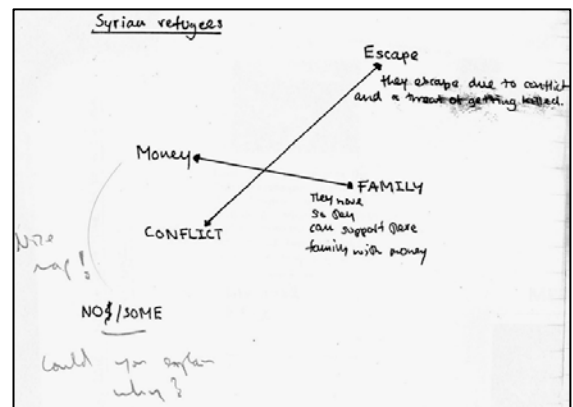 Syrian refugees
Escape
they escape due to conflict
and a threat of getting killed.
Money
FAMILY
They move
so they
can support there
family with money
CONFLICT
Nice
map!
NO$/SOME
Could you explain
why?